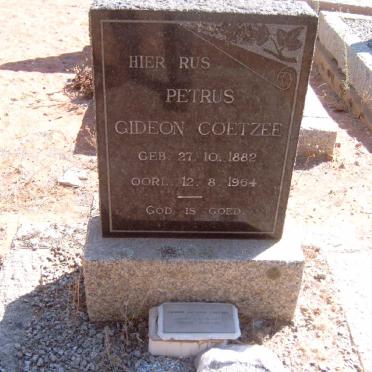 HIER RUS
PETRUS
GIDEON COETZEE
GEB. 27. 10. 1882
OORL. 12. 8. 1964
GOD IS GOED.